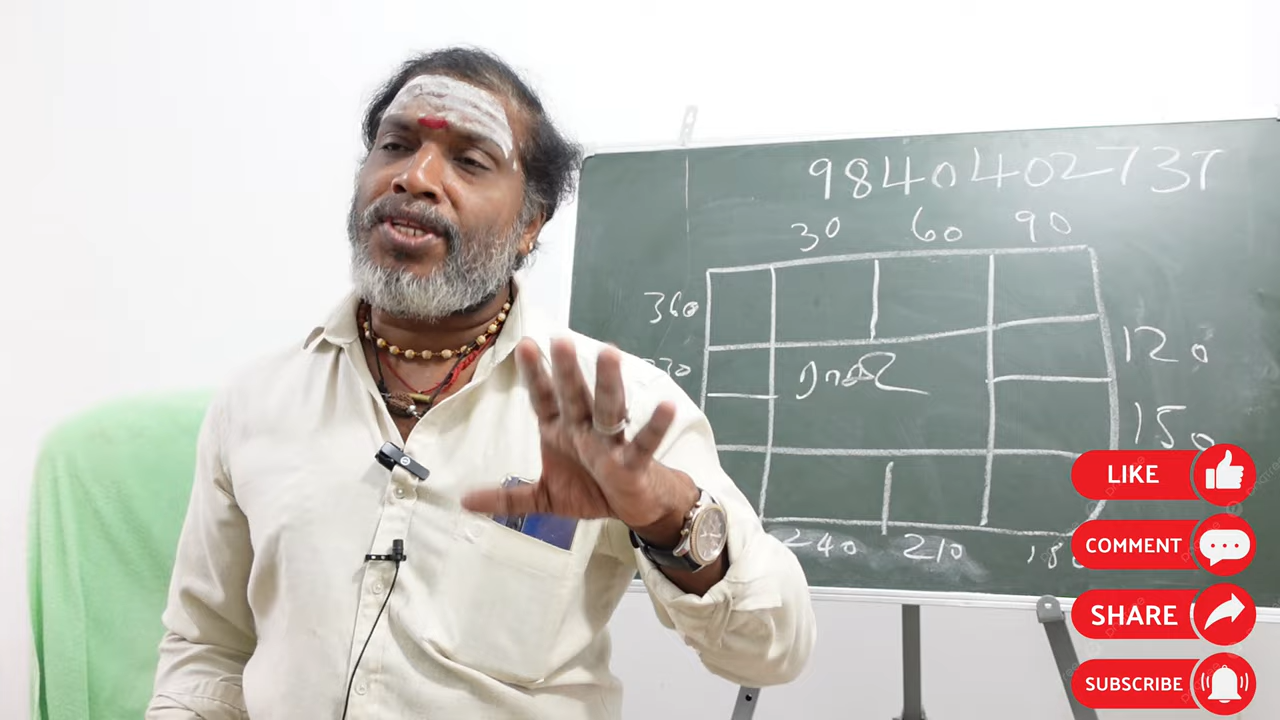 9840402737
30 60 90
360
120
ராசி
150
240 210
LIKE
COMMENT
SHARE
SUBSCRIBE